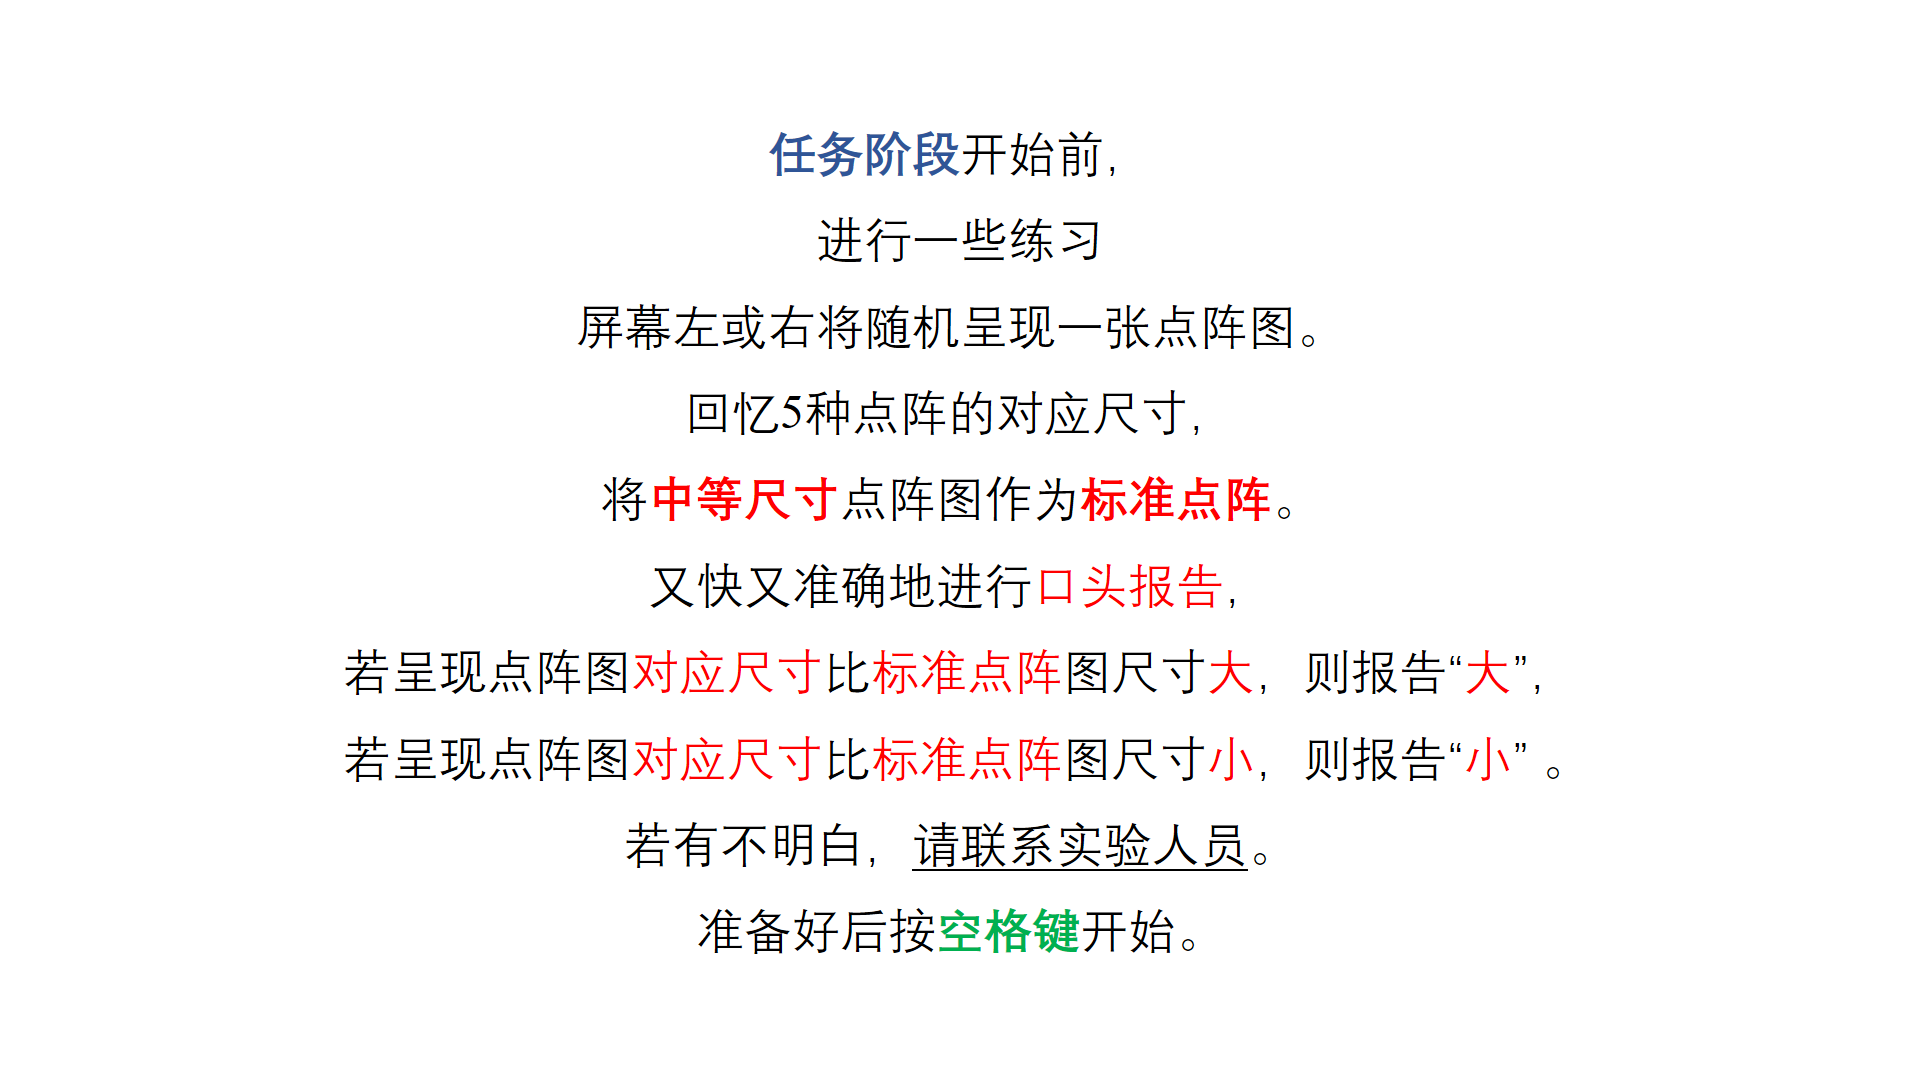 任务阶段开始前,
进行一些练习
屏幕左或右将随机呈现一张点阵图。
回忆5种点阵的对应尺寸,
将中等尺寸点阵图作为标准点阵。
又快又准确地进行口头报告,
若呈现点阵图对应尺寸比标准点阵图尺寸大, 则报告“大”,
若呈现点阵图对应尺寸比标准点阵图尺寸小, 则报告“小” 。
若有不明白, 请联系实验人员。
准备好后按空格键开始。